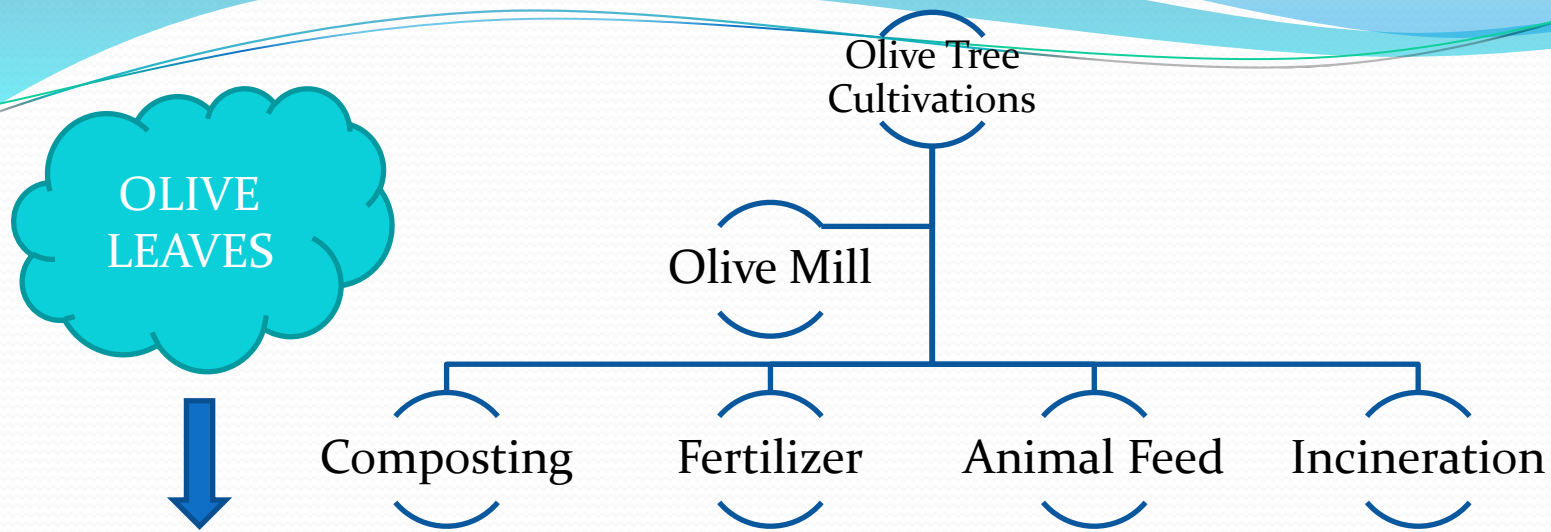 Olive Tree
Cultivations
OLIVE
LEAVES
Olive Mill
Composting
Fertilizer
Animal Feed
Incineration